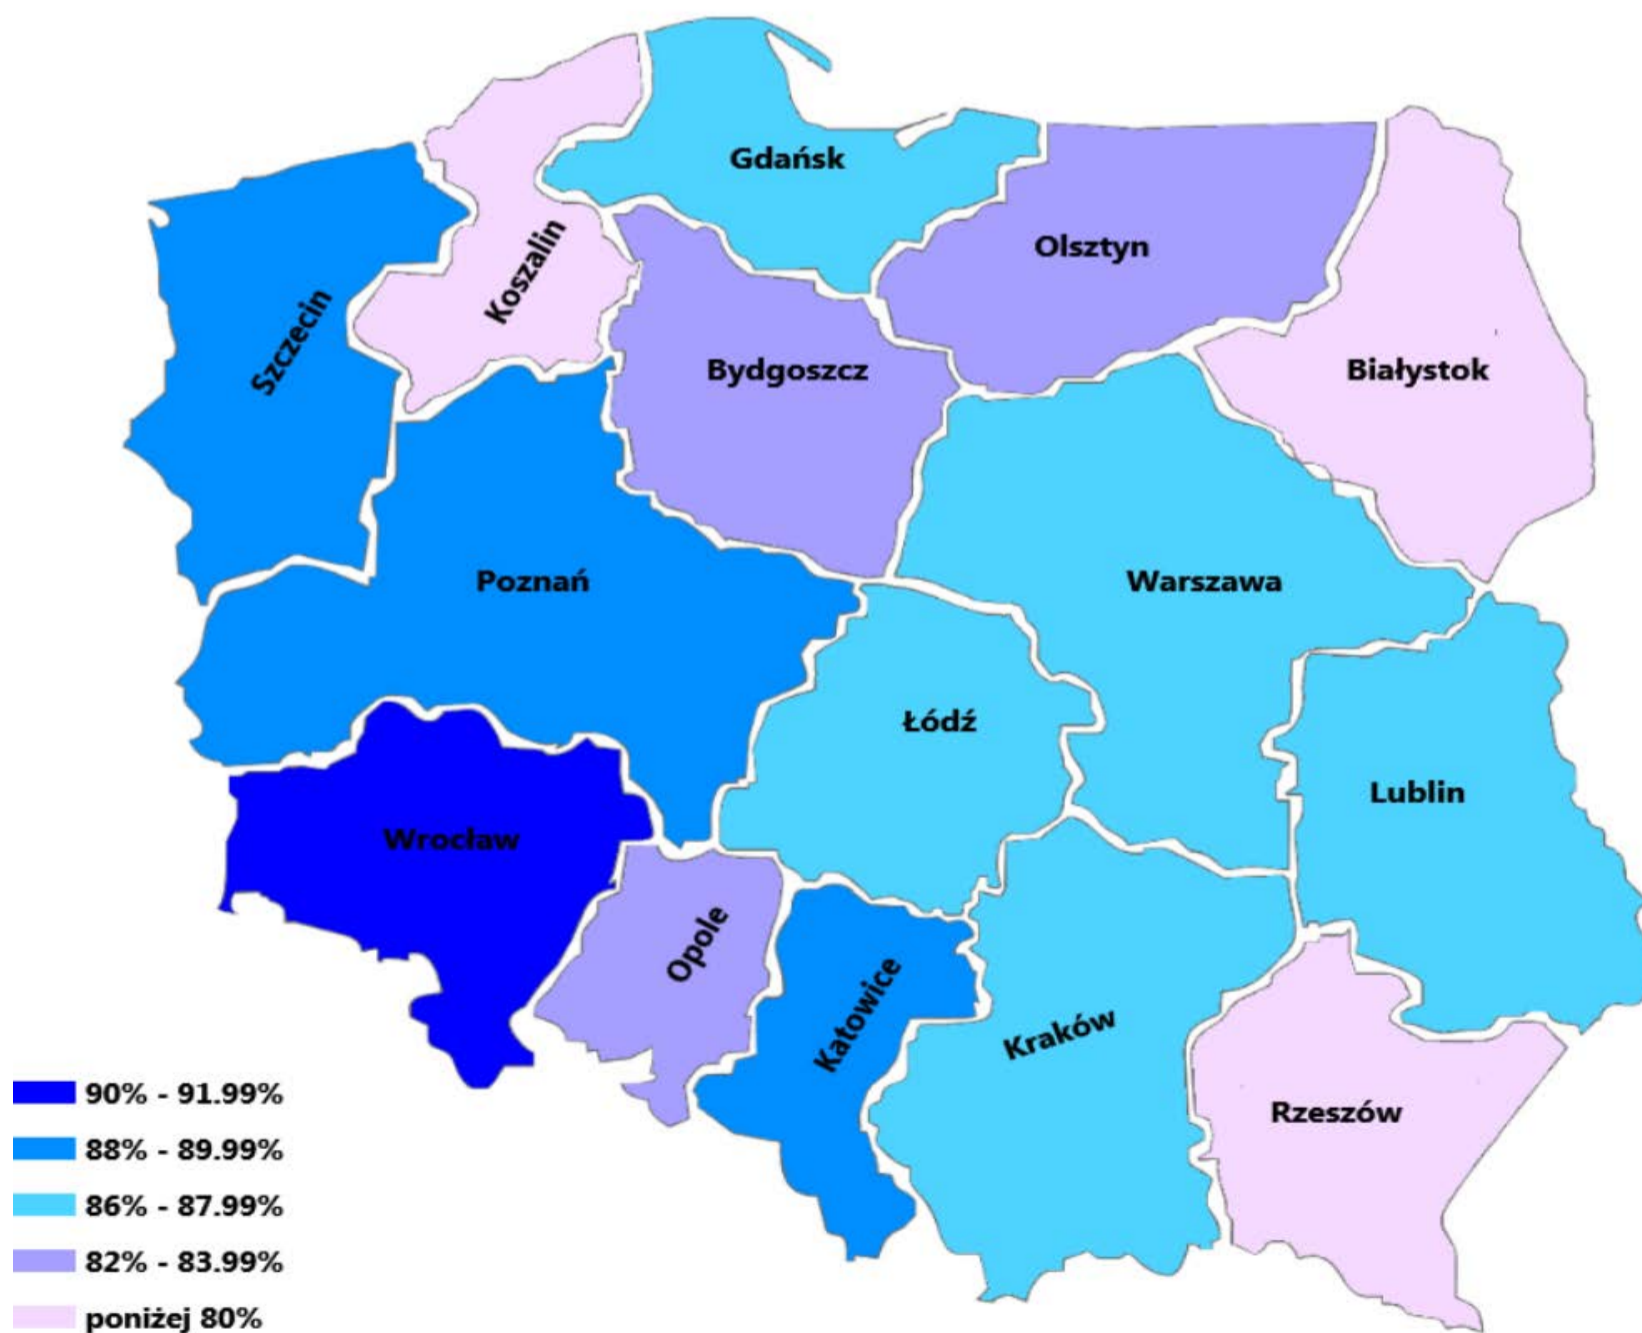 Gdańsk
Koszalin
Olsztyn
Szczecin
Bydgoszcz
Białystok
Poznań
Warszawa
Łódź
Lublin
Wrocław
Opole
Katowice
Kraków
Rzeszów
90% - 91.99%
88% - 89.99%
86% - 87.99%
82% - 83.99%
poniżej 80%